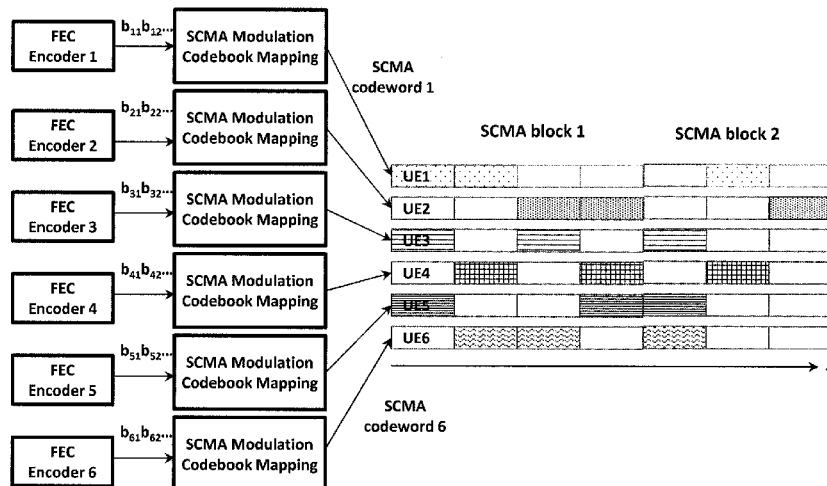 FEC
Encoder 1
b11b12...
SCMA Modulation
Codebook Mapping
FEC
Encoder 2
b21b22...
SCMA Modulation
Codebook Mapping
FEC
Encoder 3
b31b32...
SCMA Modulation
Codebook Mapping
FEC
Encoder 4
b41b42...
SCMA Modulation
Codebook Mapping
FEC
Encoder 5
b51b52...
SCMA Modulation
Codebook Mapping
FEC
Encoder 6
b61b62...
SCMA Modulation
Codebook Mapping
SCMA
codeword 1
SCMA block 1
SCMA block 2
UE1
UE2
UE3
UE4
UE5
UE6
SCMA
codeword 6